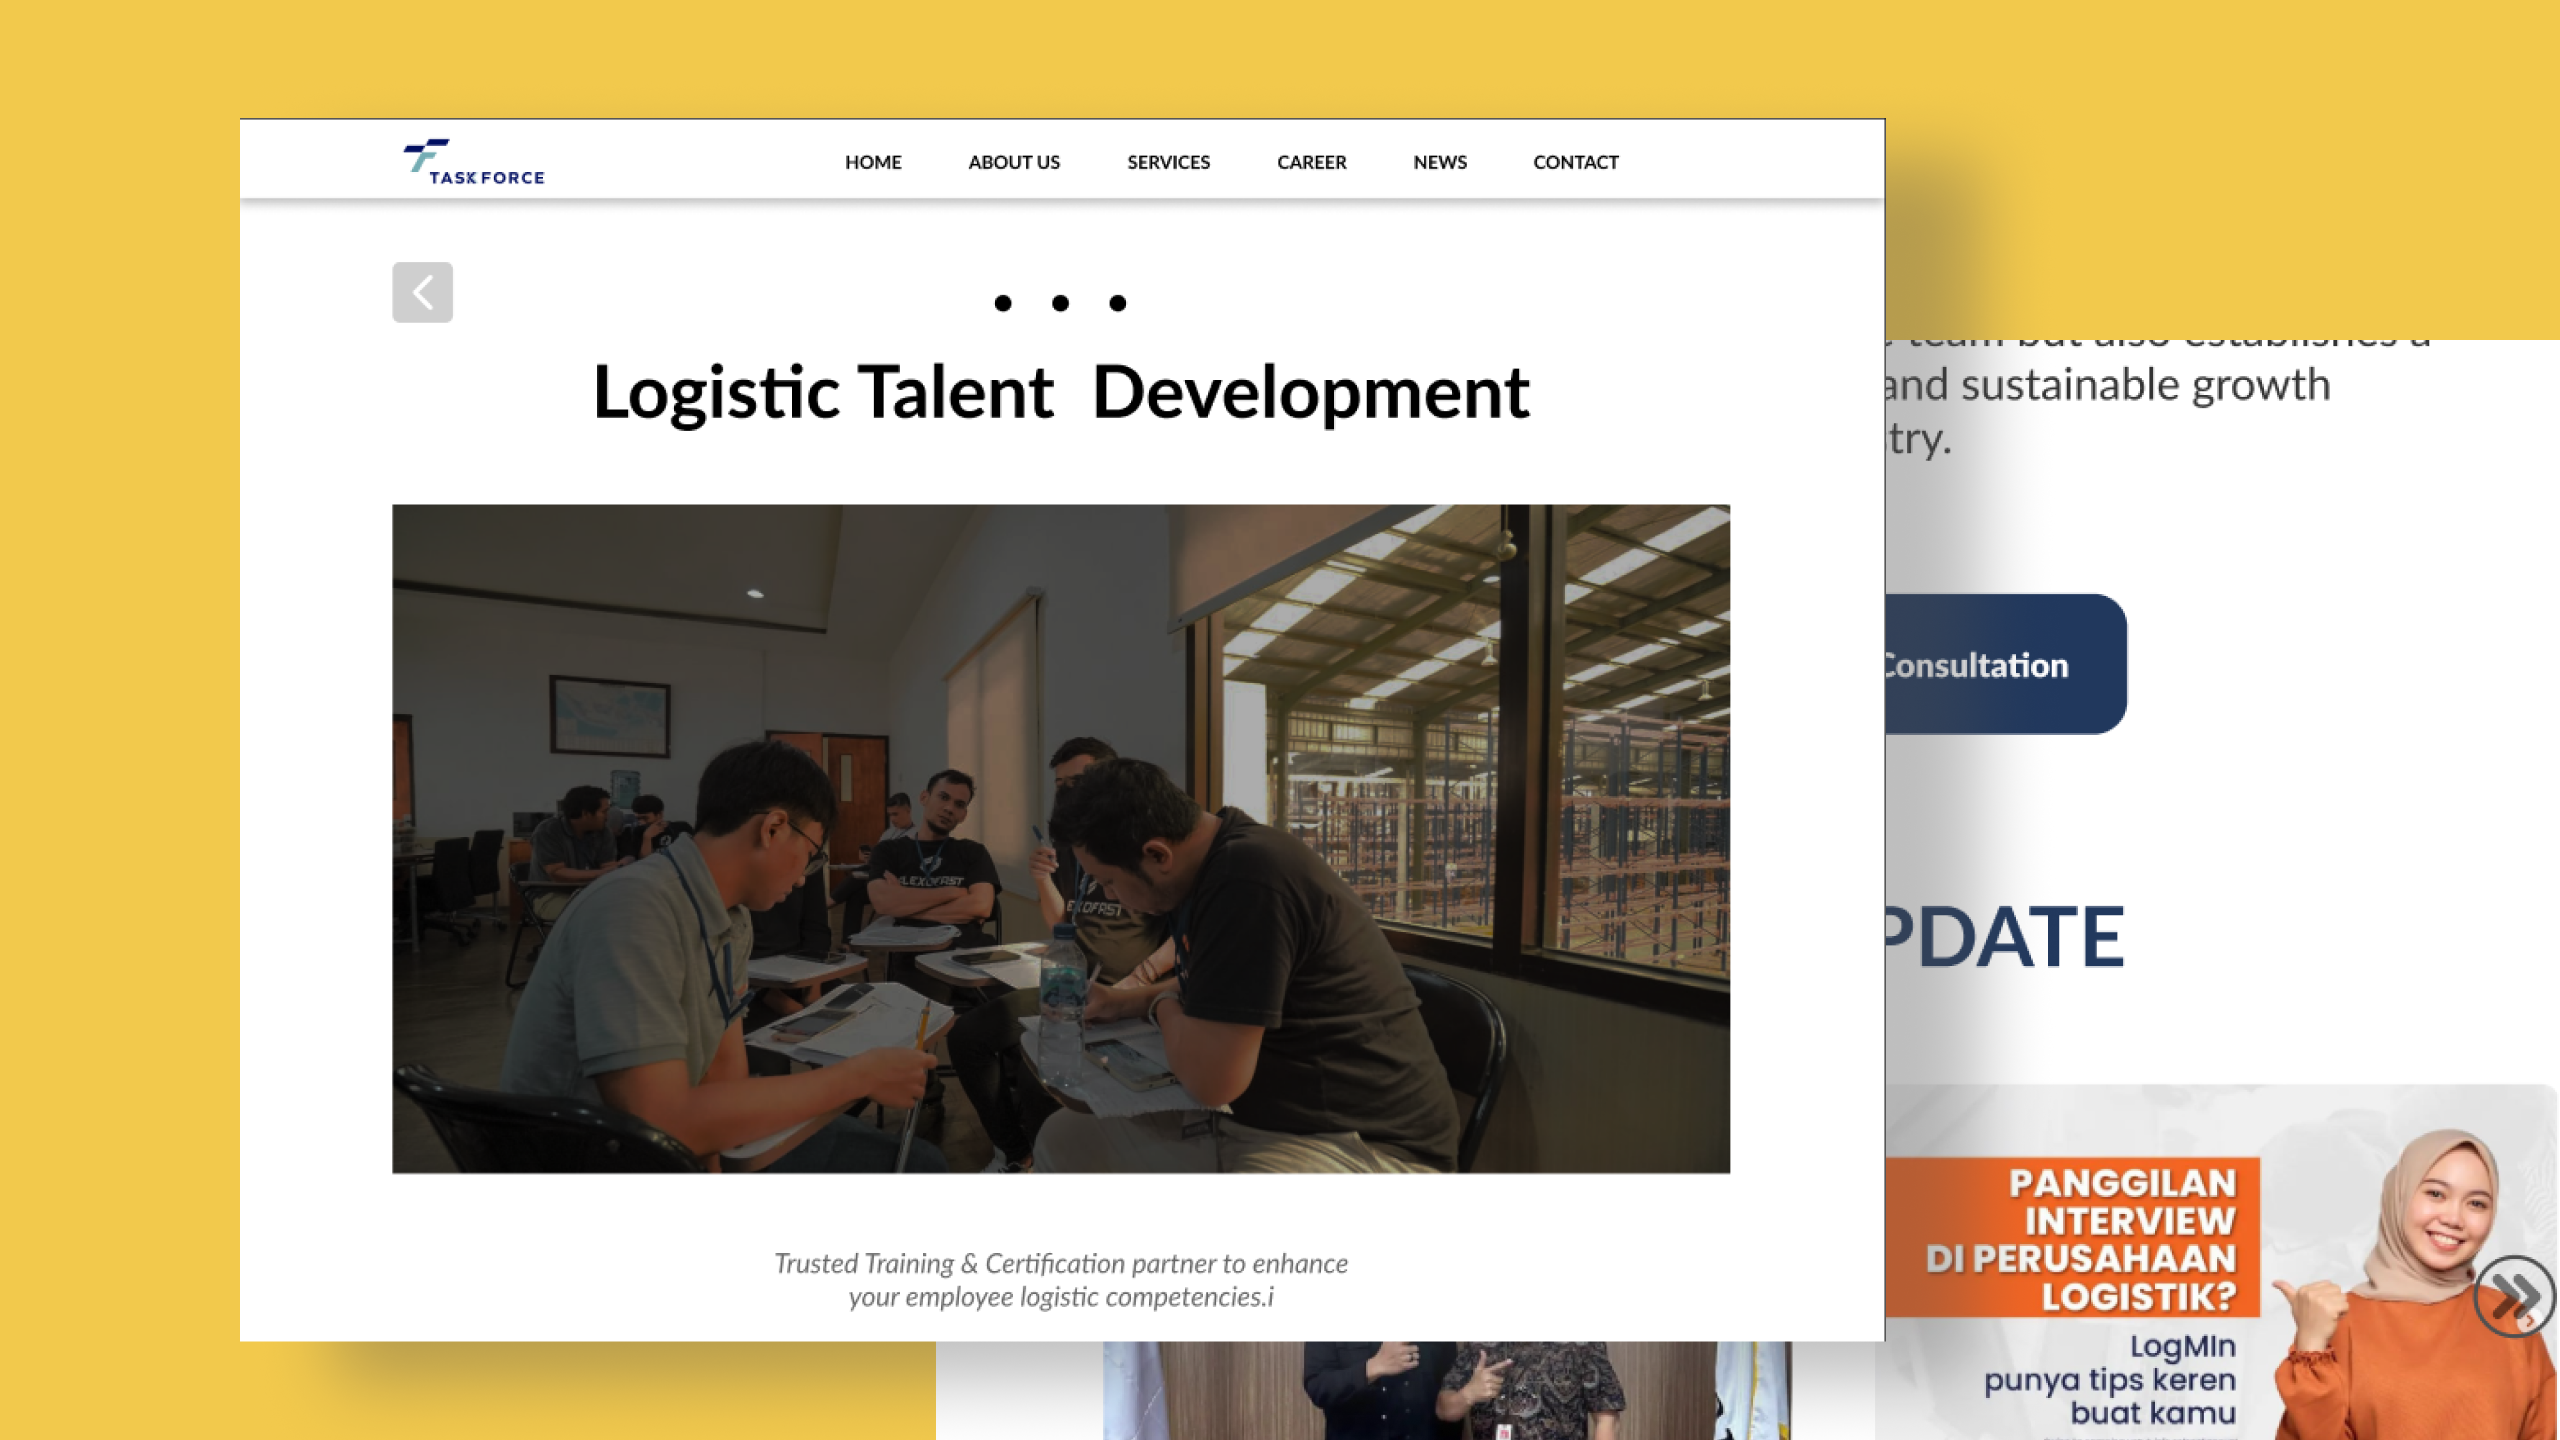 TASK FORCE
HOME ABOUT US SERVICES CAREER NEWS CONTACT
Logistic Talent  Development
Trusted Training & Certification partner to enhance
your employee logistic competencies.i
team but also establishes a
and sustainable growth
try.
Consultation
PDATE
PANGGILAN
INTERVIEW
DI PERUSAHAAN
LOGISTIK?
LogMIn
punya tips keren
buat kamu